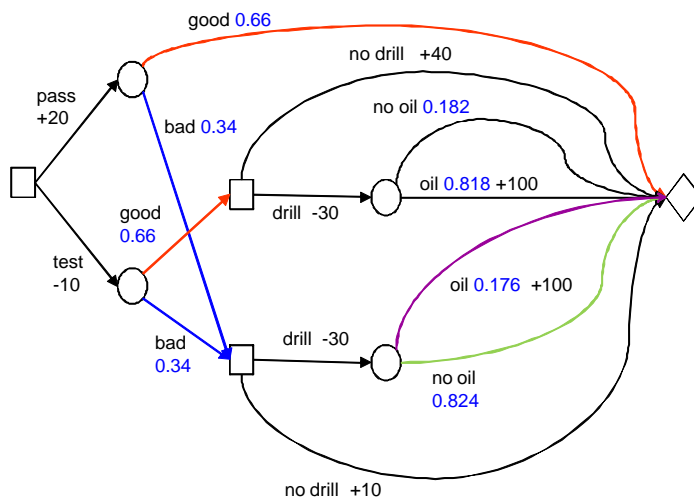 good 0.66
no drill +40
pass
+20
no oil 0.182
bad 0.34
good
0.66
drill -30
oil 0.818 +100
test
-10
oil 0.176 +100
bad
0.34
drill -30
no oil
0.824
no drill +10